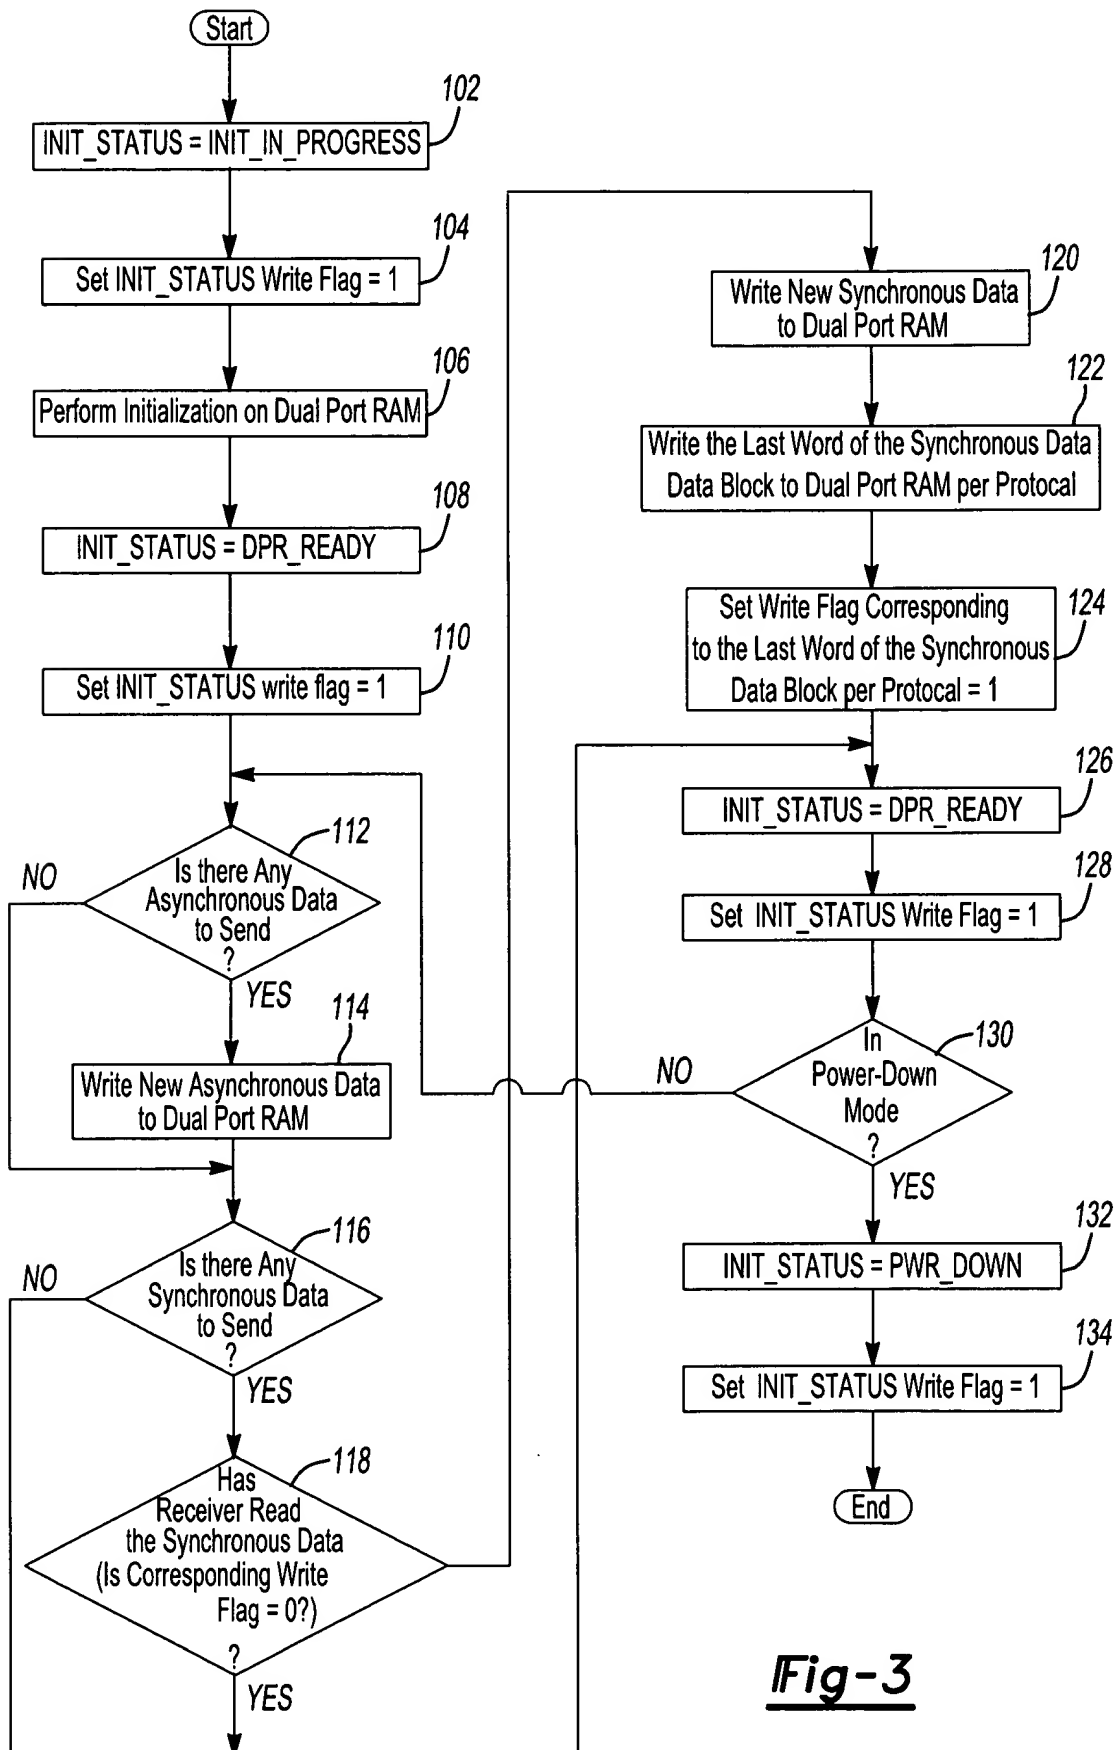 Start
102
INIT_STATUS = INIT_IN_PROGRESS
104
Set INIT_STATUS Write Flag = 1
106
Perform Initialization on Dual Port RAM
108
INIT_STATUS = DPR_READY
110
Set INIT_STATUS write flag = 1
112
NO
Is there Any
Asynchronous Data
to Send
?
YES
114
Write New Asynchronous Data
to Dual Port RAM
116
NO
Is there Any
Synchronous Data
to Send
?
YES
118
Has
Receiver Read
the Synchronous Data
(Is Corresponding Write
Flag = 0?)
?
YES
120
Write New Synchronous Data
to Dual Port RAM
122
Write the Last Word of the Synchronous Data
Data Block to Dual Port RAM per Protocal
124
Set Write Flag Corresponding
to the Last Word of the Synchronous
Data Block per Protocal = 1
126
INIT_STATUS = DPR_READY
128
Set INIT_STATUS Write Flag = 1
130
NO
In
Power-Down
Mode
?
YES
132
INIT_STATUS = PWR_DOWN
134
Set INIT_STATUS Write Flag = 1
End
Fig-3